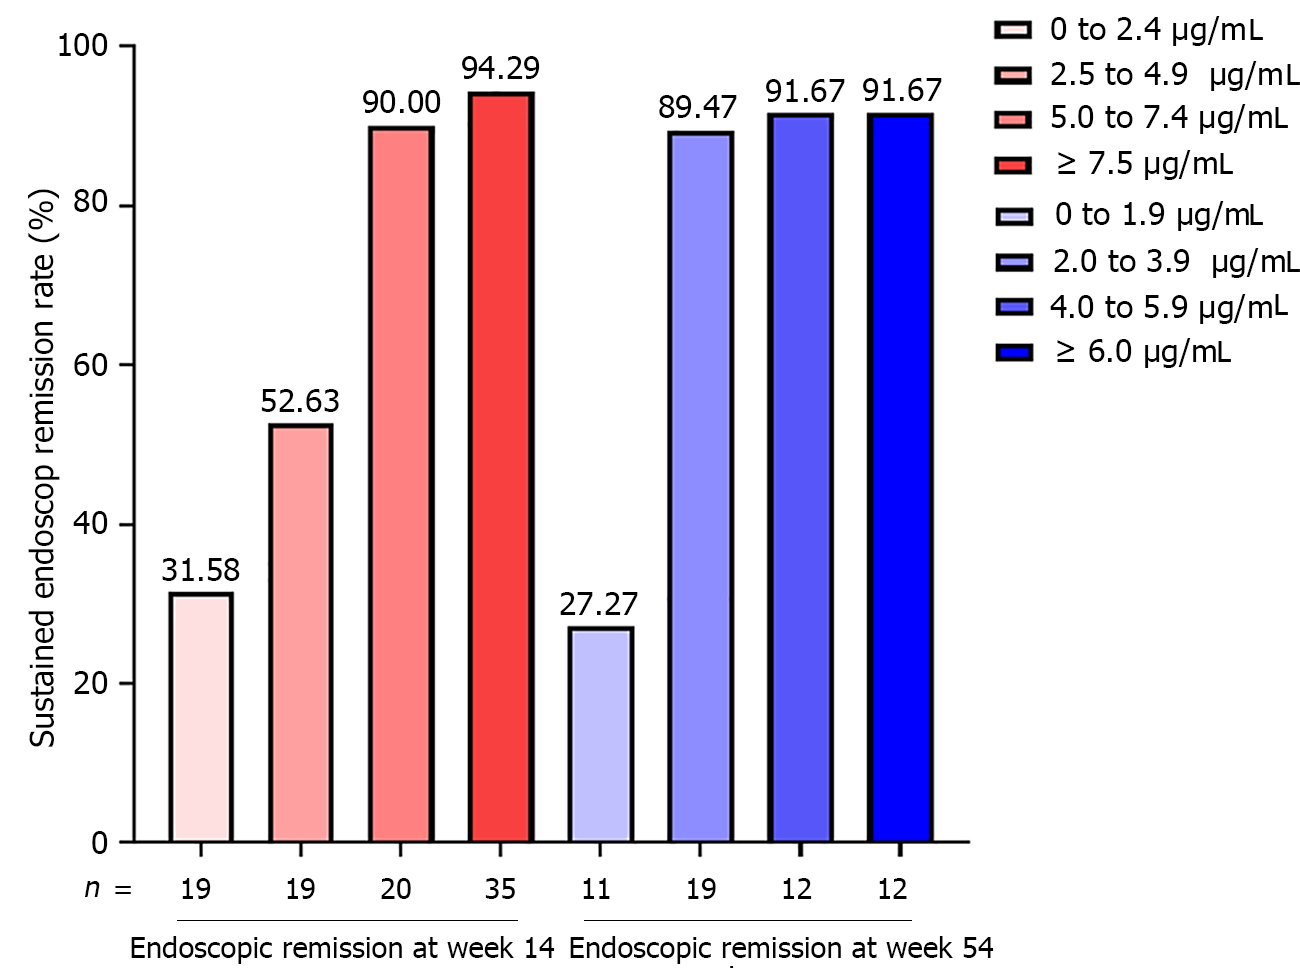 0 to 2.4 µg/mL
2.5 to 4.9 µg/mL
5.0 to 7.4 µg/mL
≥ 7.5 µg/mL
0 to 1.9 µg/mL
2.0 to 3.9 µg/mL
4.0 to 5.9 µg/mL
≥ 6.0 µg/mL
Sustained endoscop remission rate (%)
100
80
60
40
20
0
31.58
52.63
90.00
94.29
27.27
89.47
91.67
91.67
n = 19 19 20 35 11 19 12 12
Endoscopic remission at week 14 Endoscopic remission at week 54